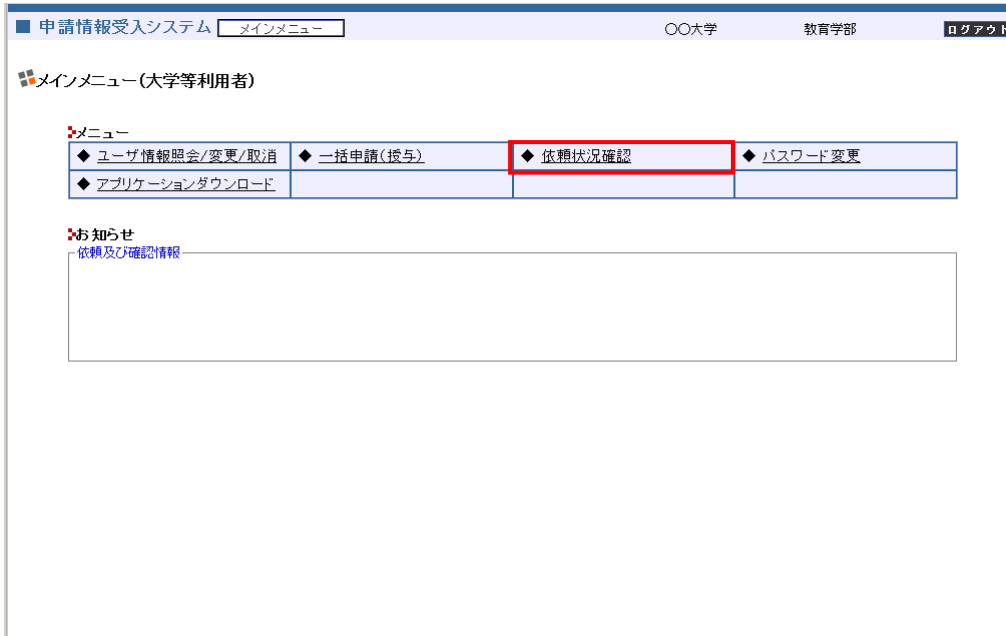 ■ 申請情報受入システム メインメニュー ○○大学 教育学部 ログアウト
メインメニュー(大学等利用者)
メニュー
◆ ユーザ情報照会/変更/取消 ◆ 一括申請(授与) ◆ 依頼状況確認 ◆ パスワード変更
◆ アプリケーションダウンロード
お知らせ
依頼及び確認情報